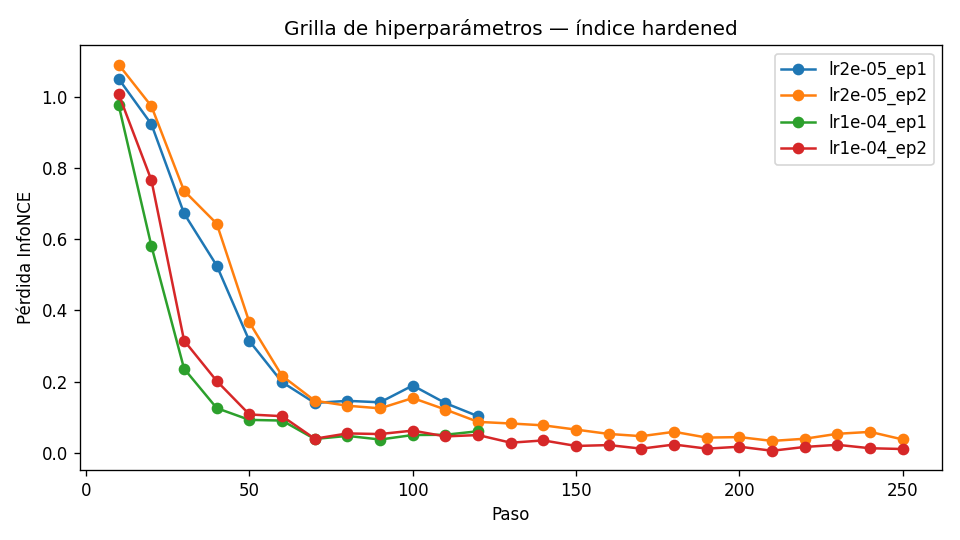 Grilla de hiperparámetros — índice hardened
lr2e-05_ep1
lr2e-05_ep2
lr1e-04_ep1
lr1e-04_ep2
Pérdida InfoNCE
1.0
0.8
0.6
0.4
0.2
0.0
0 50 100 150 200 250
Paso